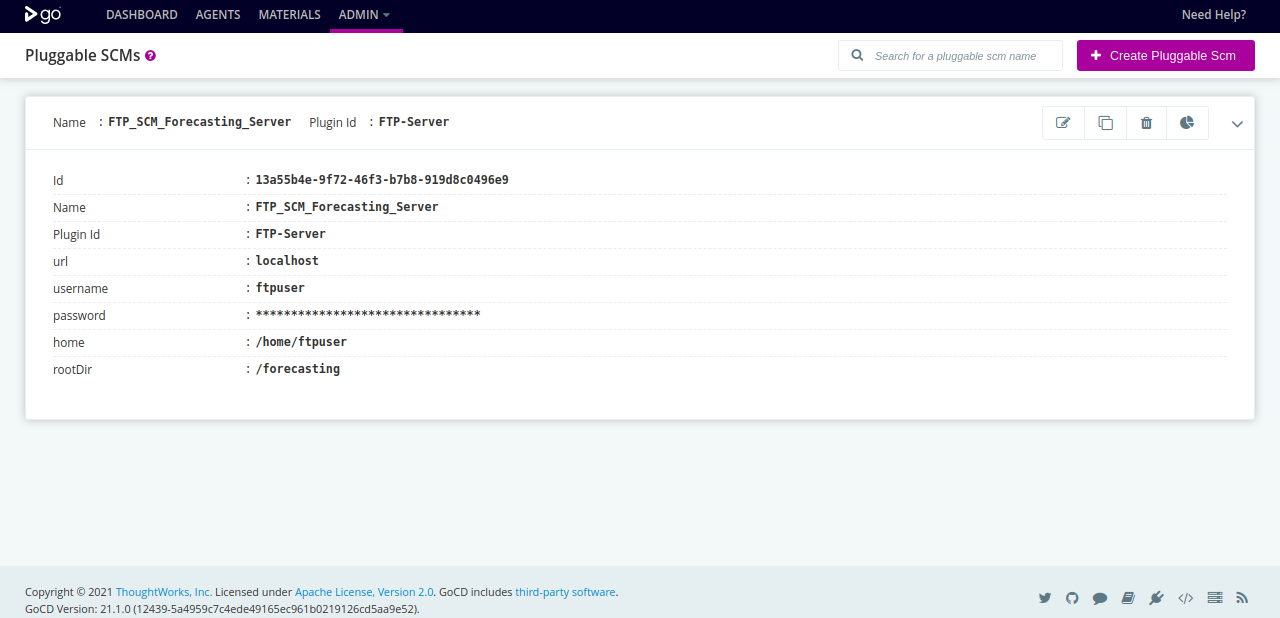 go DASHBOARD AGENTS MATERIALS ADMIN Need Help?
Pluggable SCMs ? Search for a pluggable scm name + Create Pluggable Scm
Name : FTP_SCM_Forecasting_Server Plugin Id : FTP-Server
Id : 13a55b4e-9f72-46f3-b7b8-919d8c0496e9
Name : FTP_SCM_Forecasting_Server
Plugin Id : FTP-Server
url : localhost
username : ftpuser
password : ********************************
home : /home/ftpuser
rootDir : /forecasting
Copyright © 2021 ThoughtWorks, Inc. Licensed under Apache License, Version 2.0. GoCD includes third-party software.
GoCD Version: 21.1.0 (12439-5a4959c7c4ede49165ec961b0219126cd5aa9e52).